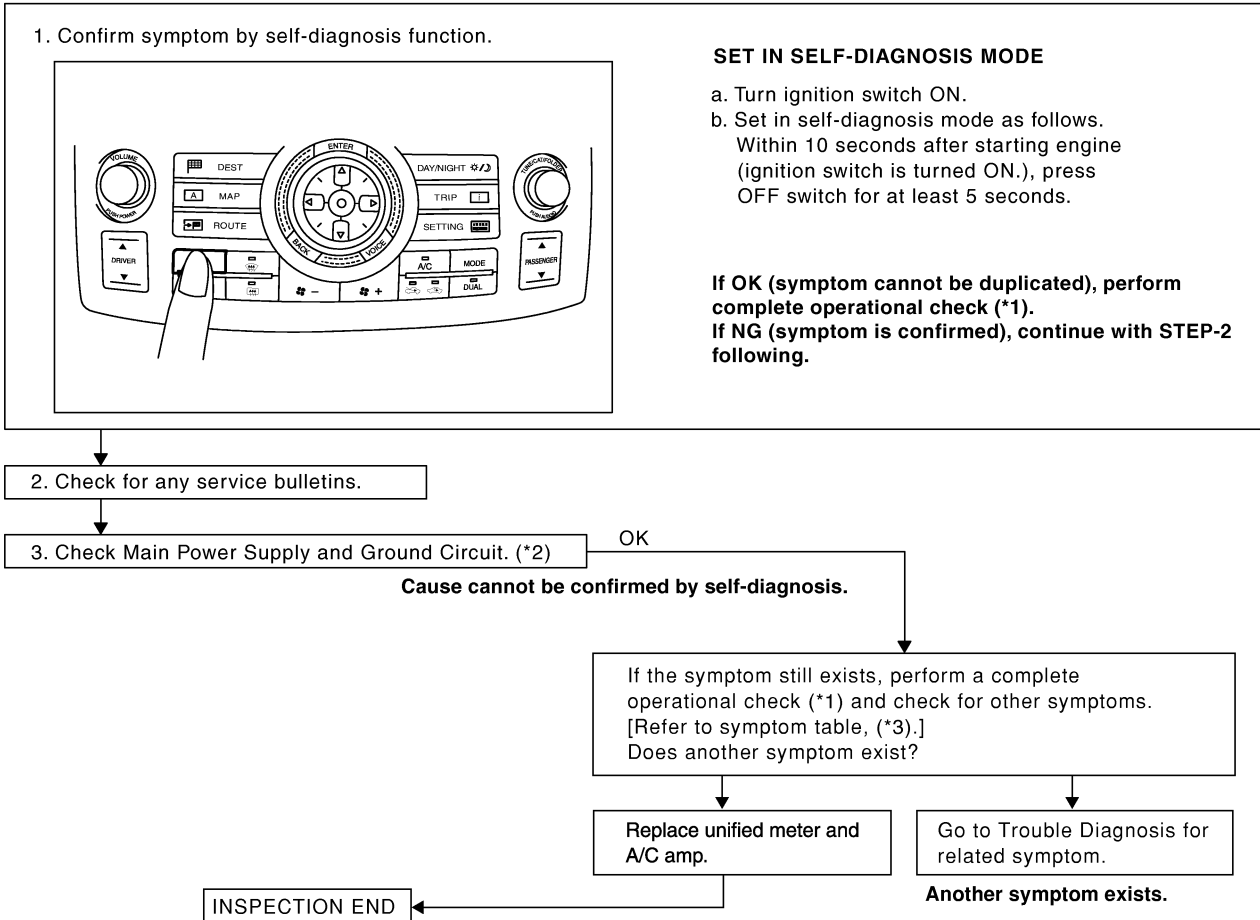 1. Confirm symptom by self-diagnosis function.
VOLUME
PUSH POWER
DEST
A MAP
ROUTE
ENTER
BACK
VOICE
DAY/NIGHT
TRIP i
SETTING
TUNE/CAT/FOLDER
PUSH AUDIO
DRIVER
– +
A/C
MODE
DUAL
PASSENGER
SET IN SELF-DIAGNOSIS MODE
a. Turn ignition switch ON.
b. Set in self-diagnosis mode as follows.
Within 10 seconds after starting engine
(ignition switch is turned ON.), press
OFF switch for at least 5 seconds.
If OK (symptom cannot be duplicated), perform
complete operational check (*1).
If NG (symptom is confirmed), continue with STEP-2
following.
2. Check for any service bulletins.
3. Check Main Power Supply and Ground Circuit. (*2)
OK
Cause cannot be confirmed by self-diagnosis.
If the symptom still exists, perform a complete
operational check (*1) and check for other symptoms.
[Refer to symptom table, (*3).]
Does another symptom exist?
Replace unified meter and
A/C amp.
Go to Trouble Diagnosis for
related symptom.
Another symptom exists.
INSPECTION END